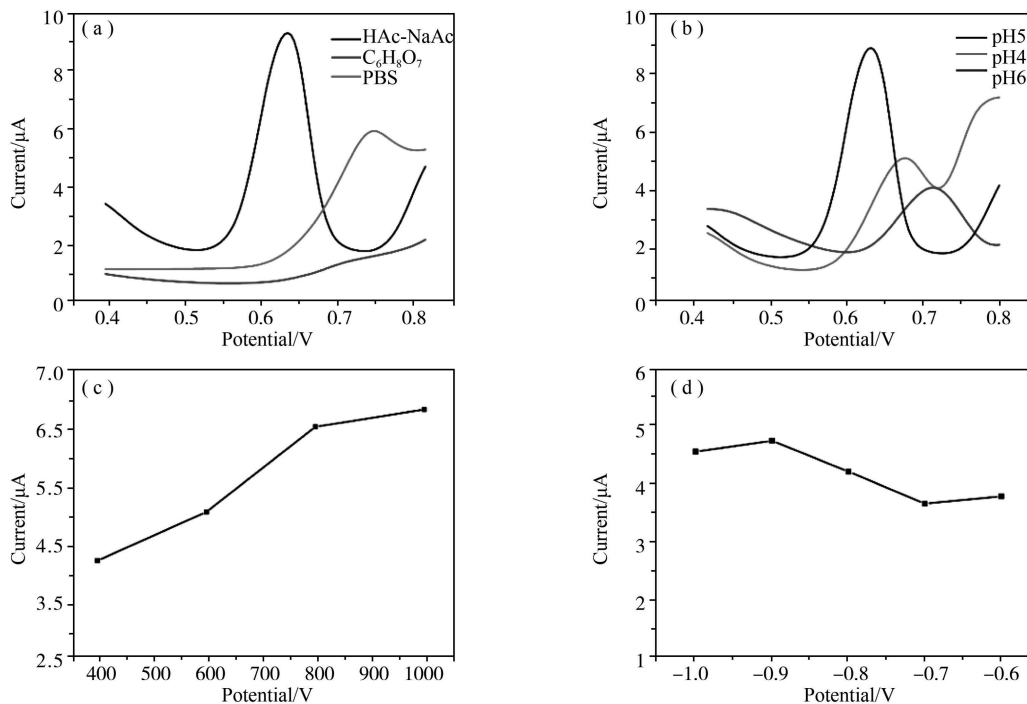 ( a )
HAc-NaAc
C₆H₈O₇
PBS
10
8
6
4
2
0
Current/μA
0.4 0.5 0.6 0.7 0.8
Potential/V
( b )
pH5
pH4
pH6
10
8
6
4
2
0
Current/μA
0.4 0.5 0.6 0.7 0.8
Potential/V
( c )
7.0
6.5
5.5
4.5
3.5
2.5
Current/μA
400 500 600 700 800 900 1000
Potential/V
( d )
6
5
4
3
2
1
Current/μA
−1.0 −0.9 −0.8 −0.7 −0.6
Potential/V